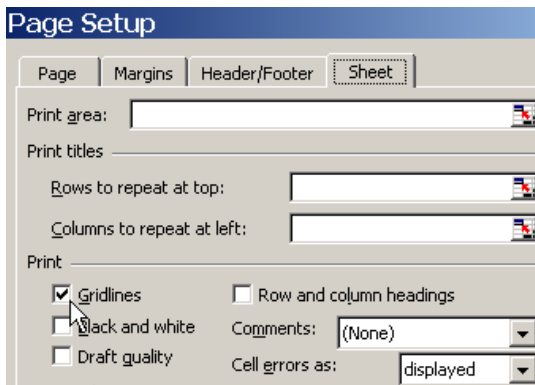 Page Setup
Page Margins Header/Footer Sheet
Print area:
Print titles
Rows to repeat at top:
Columns to repeat at left:
Print
Gridlines Row and column headings
Black and white Comments: (None)
Draft quality Cell errors as: displayed